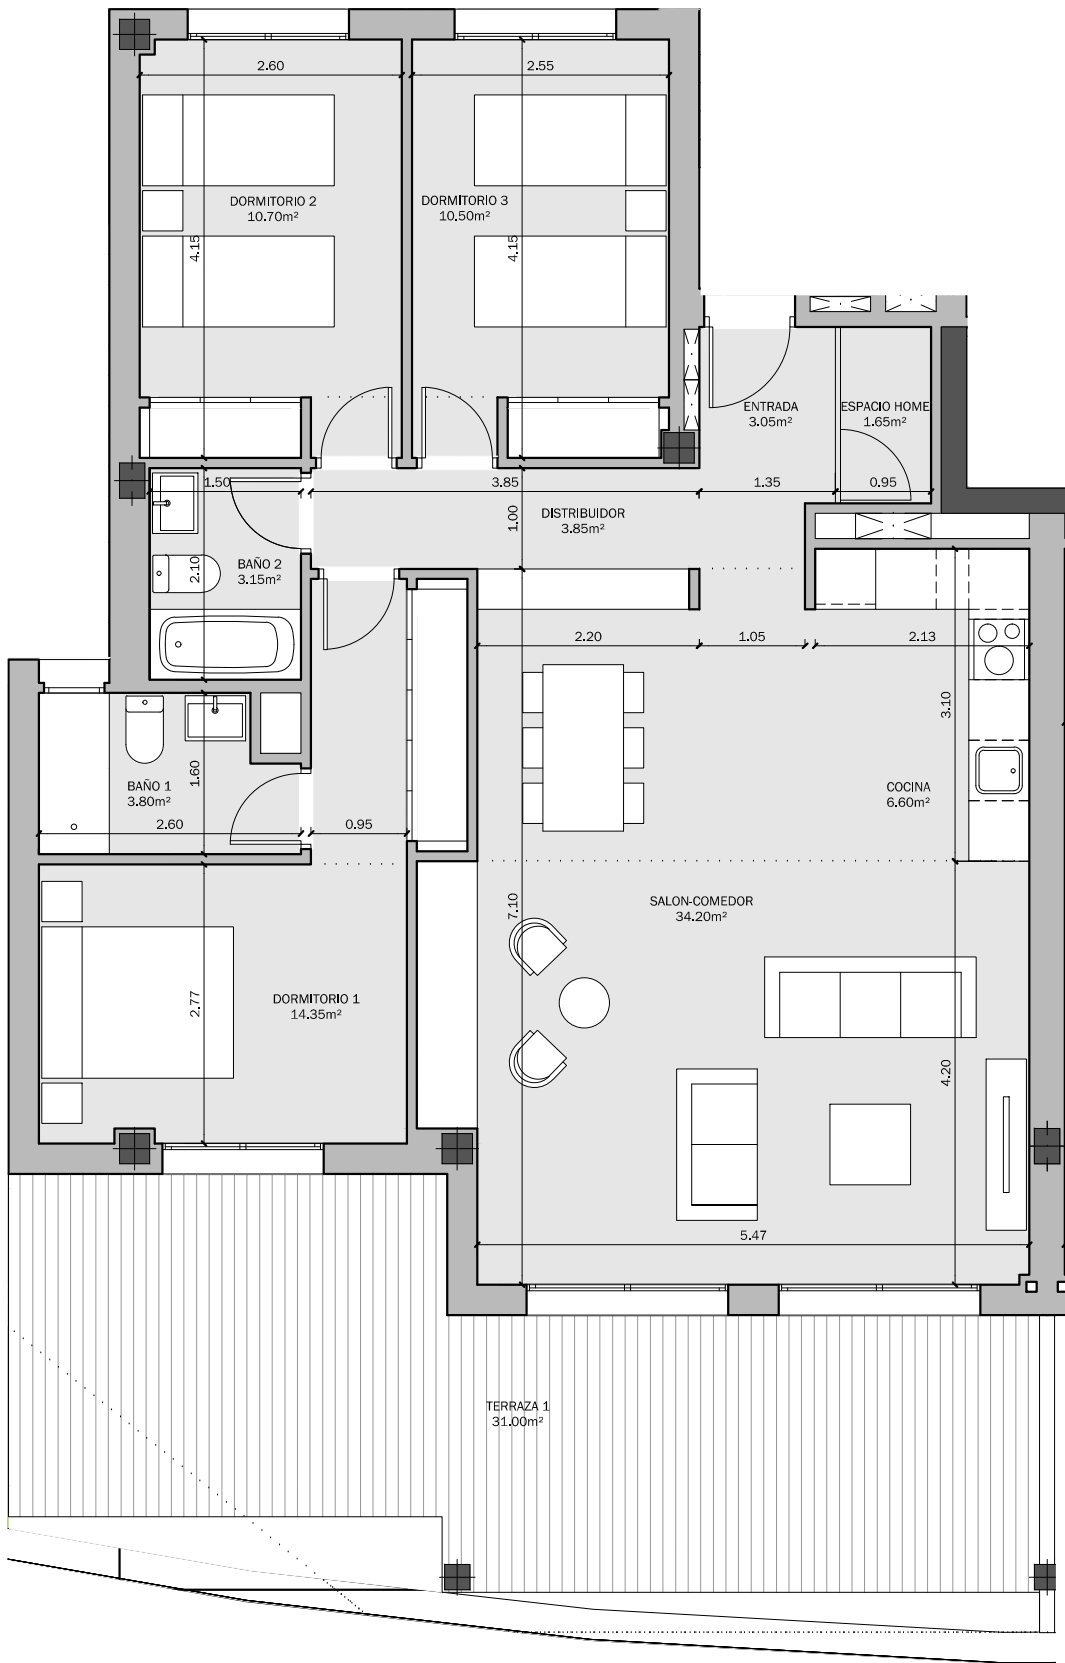 2.60
2.55
DORMITORIO 2
10.70m²
DORMITORIO 3
10.50m²
4.15
4.15
ENTRADA
3.05m²
ESPACIO HOME
1.65m²
1.50
3.85
1.35
0.95
DISTRIBUIDOR
3.85m²
1.00
BAÑO 2
3.15m²
2.10
2.20
1.05
2.13
3.10
BAÑO 1
3.80m²
1.60
COCINA
6.60m²
2.60
0.95
SALON-COMEDOR
34.20m²
7.10
DORMITORIO 1
14.35m²
2.77
4.20
5.47
TERRAZA 1
31.00m²